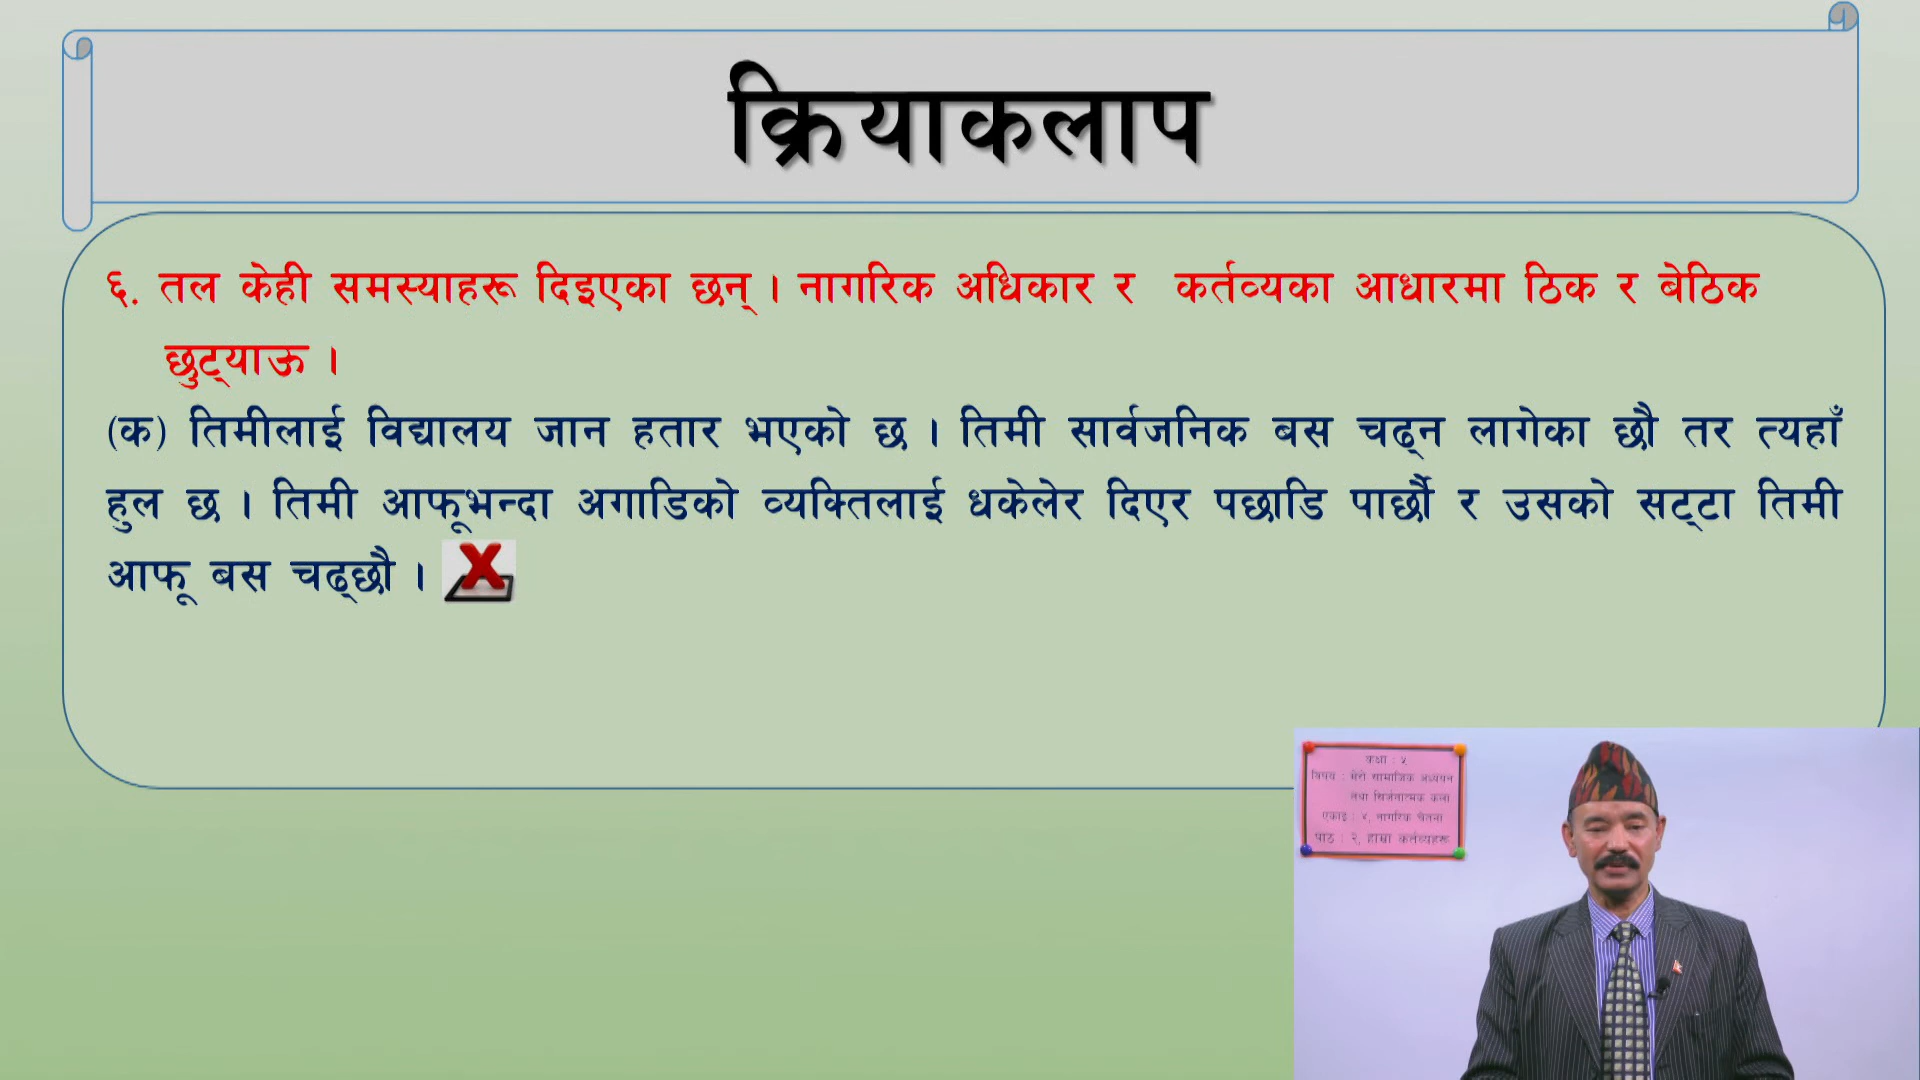 क्रियाकलाप
६. तल केही समस्याहरू दिइएका छन् । नागरिक अधिकार र कर्तव्यका आधारमा ठिक र बेठिक
छुट्याऊ ।
(क) तिमीलाई विद्यालय जान हतार भएको छ । तिमी सार्वजनिक बस चढ्न लागेका छौ तर त्यहाँ
हुल छ । तिमी आफूभन्दा अगाडिको व्यक्तिलाई धकेलेर दिएर पछाडि पार्छौं र उसको सट्टा तिमी
आफू बस चढ्छौ ।
कक्षा : ५
विषय : मेरो सामाजिक अध्ययन
तथा सिर्जनात्मक कला
एकाइ : ४, नागरिक चेतना
पाठ : २, हाम्रा कर्तव्यहरू